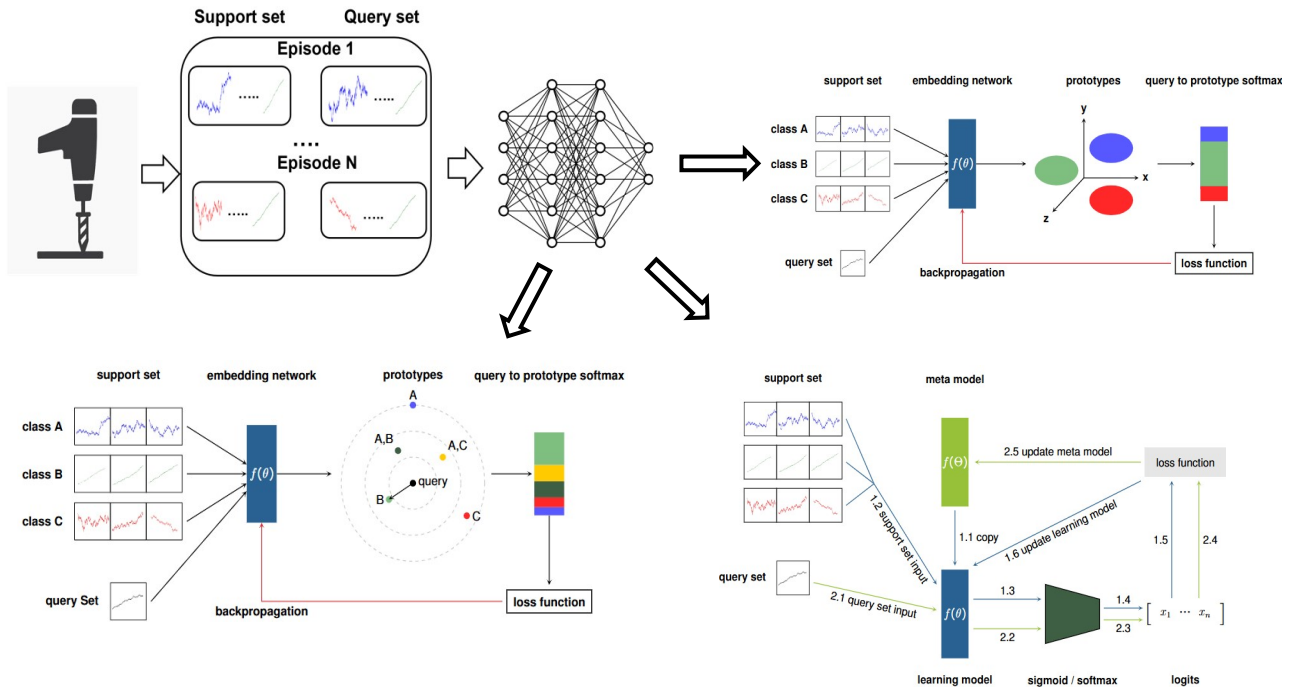 Support set Query set
Episode 1
..... .....
....
Episode N
..... .....
support set embedding network prototypes query to prototype softmax
class A
class B
class C
f(θ)
y
x
z
query set
backpropagation
loss function
support set embedding network prototypes query to prototype softmax
class A
class B
class C
f(θ)
A
A,B
A,C
query
B
C
query Set
backpropagation
loss function
support set meta model
f(Θ)
2.5 update meta model
loss function
1.2 support set input
1.1 copy
1.6 update learning model
1.5
2.4
query set
2.1 query set input
f(θ)
1.3
2.2
1.4
2.3
[ x₁ ... xₙ ]
learning model sigmoid / softmax logits